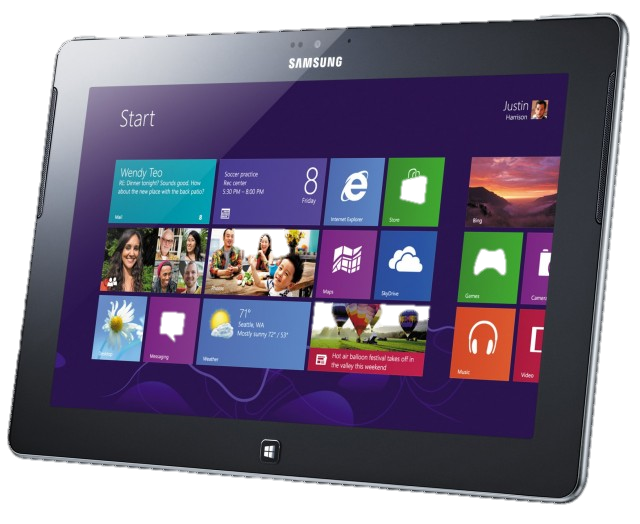 SAMSUNG
Start
Justin
Harrison
Wendy Teo
RE: Dinner tonight? Sounds good. How
about the new place with the back patio?
Mail
8
Soccer practice
Rec center
5:30 PM – 8:00 PM
8
Friday
Internet Explorer
Store
Bing
Maps
SkyDrive
Games
Camera
Messaging
71°
Seattle, WA
Mostly sunny 72° / 53°
Weather
Hot air balloon festival takes off in
the valley this weekend
Music
Video